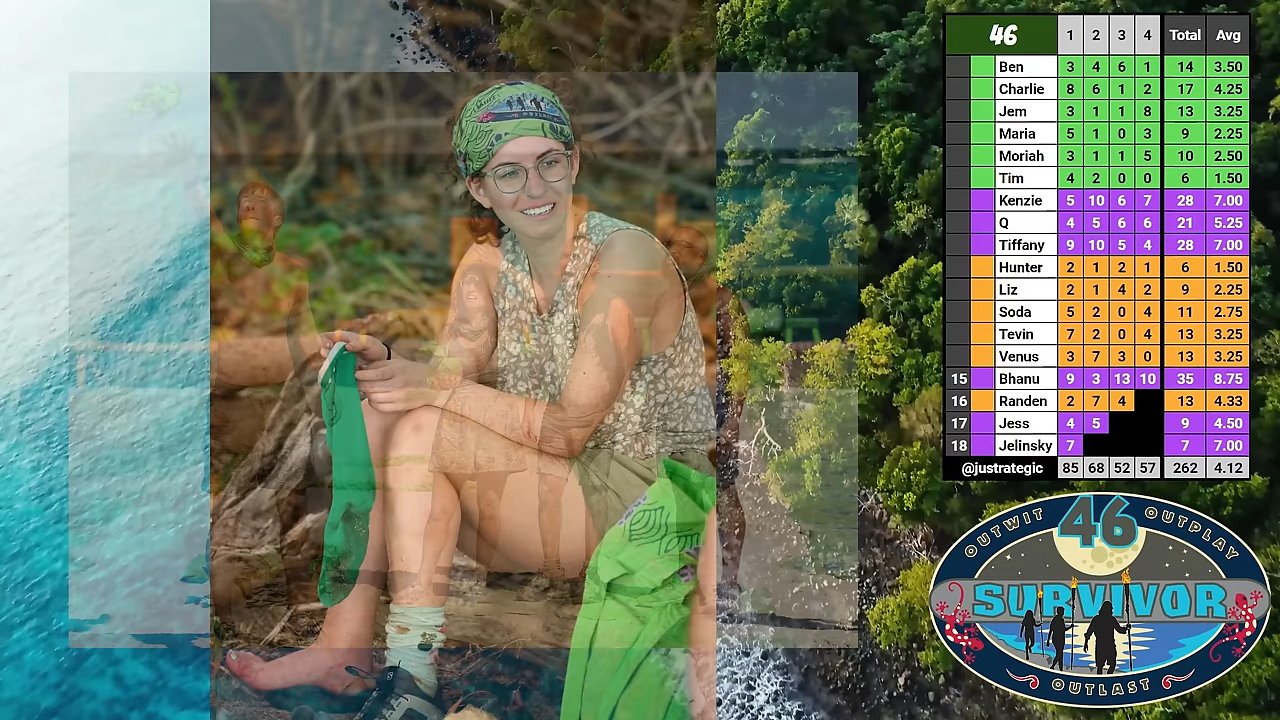 46 1 2 3 4 Total Avg
Ben 3 4 6 1 14 3.50
Charlie 8 6 1 2 17 4.25
Jem 3 1 1 8 13 3.25
Maria 5 1 0 3 9 2.25
Moriah 3 1 1 5 10 2.50
Tim 4 2 0 0 6 1.50
Kenzie 5 10 6 7 28 7.00
Q 4 5 6 6 21 5.25
Tiffany 9 10 5 4 28 7.00
Hunter 2 1 2 1 6 1.50
Liz 2 1 4 2 9 2.25
Soda 5 2 0 4 11 2.75
Tevin 7 2 0 4 13 3.25
Venus 3 7 3 0 13 3.25
15 Bhanu 9 3 13 10 35 8.75
16 Randen 2 7 4 13 4.33
17 Jess 4 5 9 4.50
18 Jelinsky 7 7 7.00
@justrategic 85 68 52 57 262 4.12
OUTWIT 46 OUTPLAY
SURVIVOR
OUTLAST